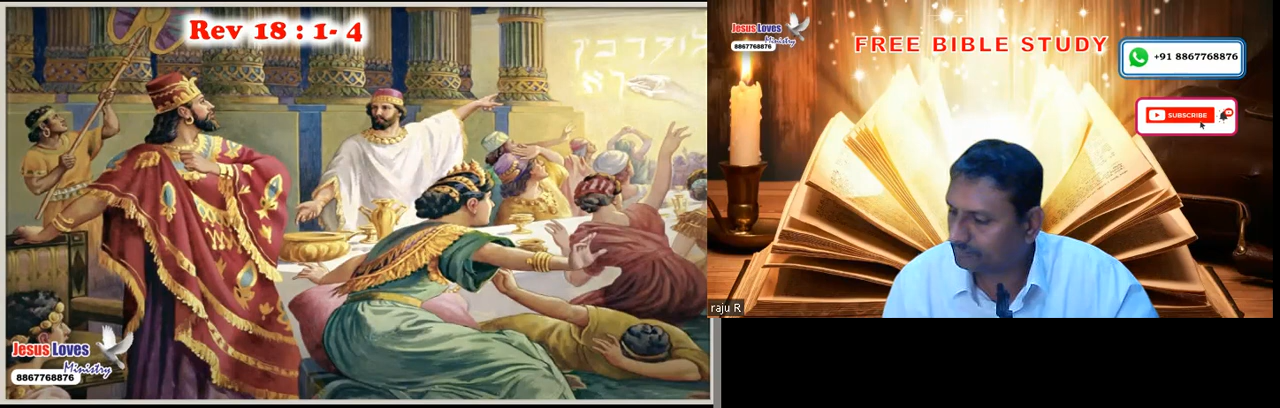 Rev 18 : 1- 4
Jesus Loves
Ministry
8867768876
Jesus Loves
Ministry
8867768876
FREE BIBLE STUDY
+91 8867768876
SUBSCRIBE
raju R